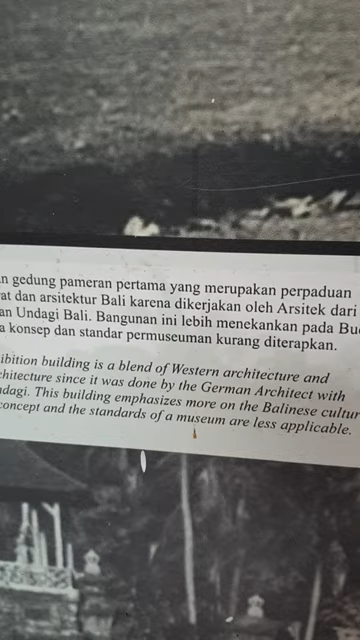 n gedung pameran pertama yang merupakan perpaduan
at dan arsitektur Bali karena dikerjakan oleh Arsitek dari
an Undagi Bali. Bangunan ini lebih menekankan pada Bu
a konsep dan standar permuseuman kurang diterapkan.
ibition building is a blend of Western architecture and
chitecture since it was done by the German Architect with
ndagi. This building emphasizes more on the Balinese cultur
concept and the standards of a museum are less applicable.